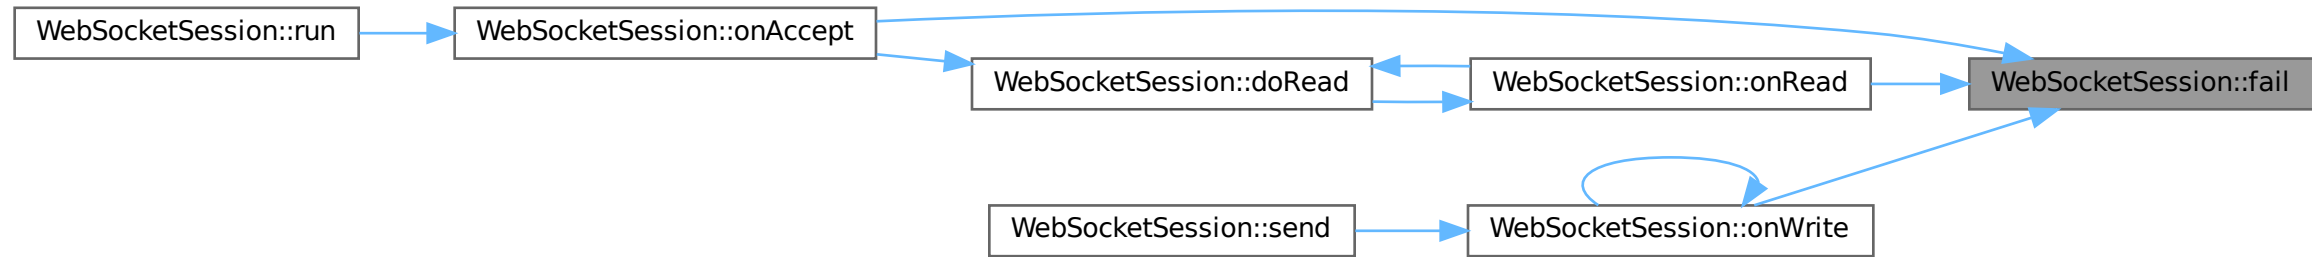 WebSocketSession::run
WebSocketSession::onAccept
WebSocketSession::doRead
WebSocketSession::onRead
WebSocketSession::fail
WebSocketSession::send
WebSocketSession::onWrite